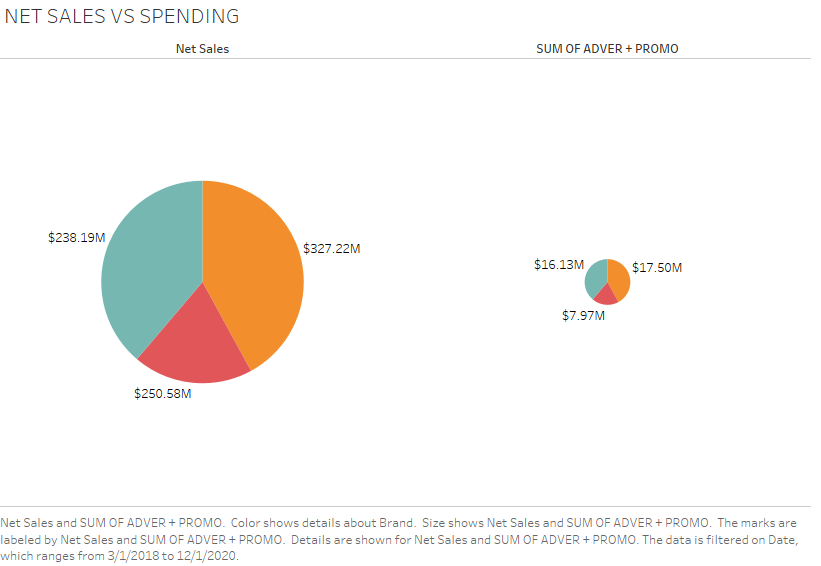 NET SALES VS SPENDING
Net Sales
SUM OF ADVER + PROMO
$238.19M
$327.22M
$250.58M
$16.13M
$17.50M
$7.97M
Net Sales and SUM OF ADVER + PROMO.  Color shows details about Brand.  Size shows Net Sales and SUM OF ADVER + PROMO.  The marks are
labeled by Net Sales and SUM OF ADVER + PROMO.  Details are shown for Net Sales and SUM OF ADVER + PROMO. The data is filtered on Date,
which ranges from 3/1/2018 to 12/1/2020.